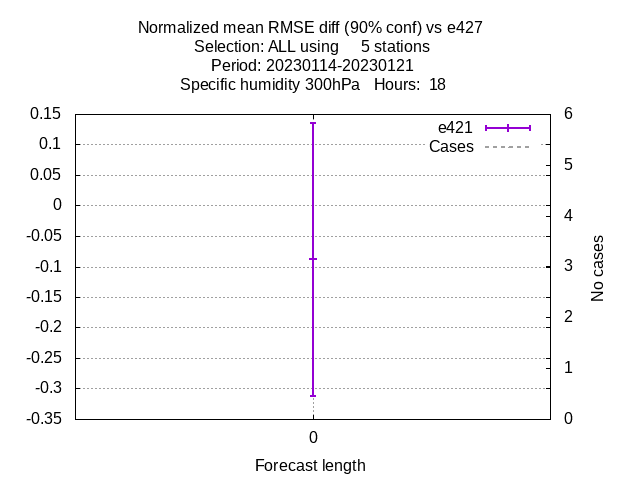 Normalized mean RMSE diff (90% conf) vs e427
Selection: ALL using     5 stations
Period: 20230114-20230121
Specific humidity 300hPa   Hours:  18
0.15
0.1
0.05
0
-0.05
-0.1
-0.15
-0.2
-0.25
-0.3
-0.35
e421
Cases
6
5
4
3
2
1
0
No cases
0
Forecast length